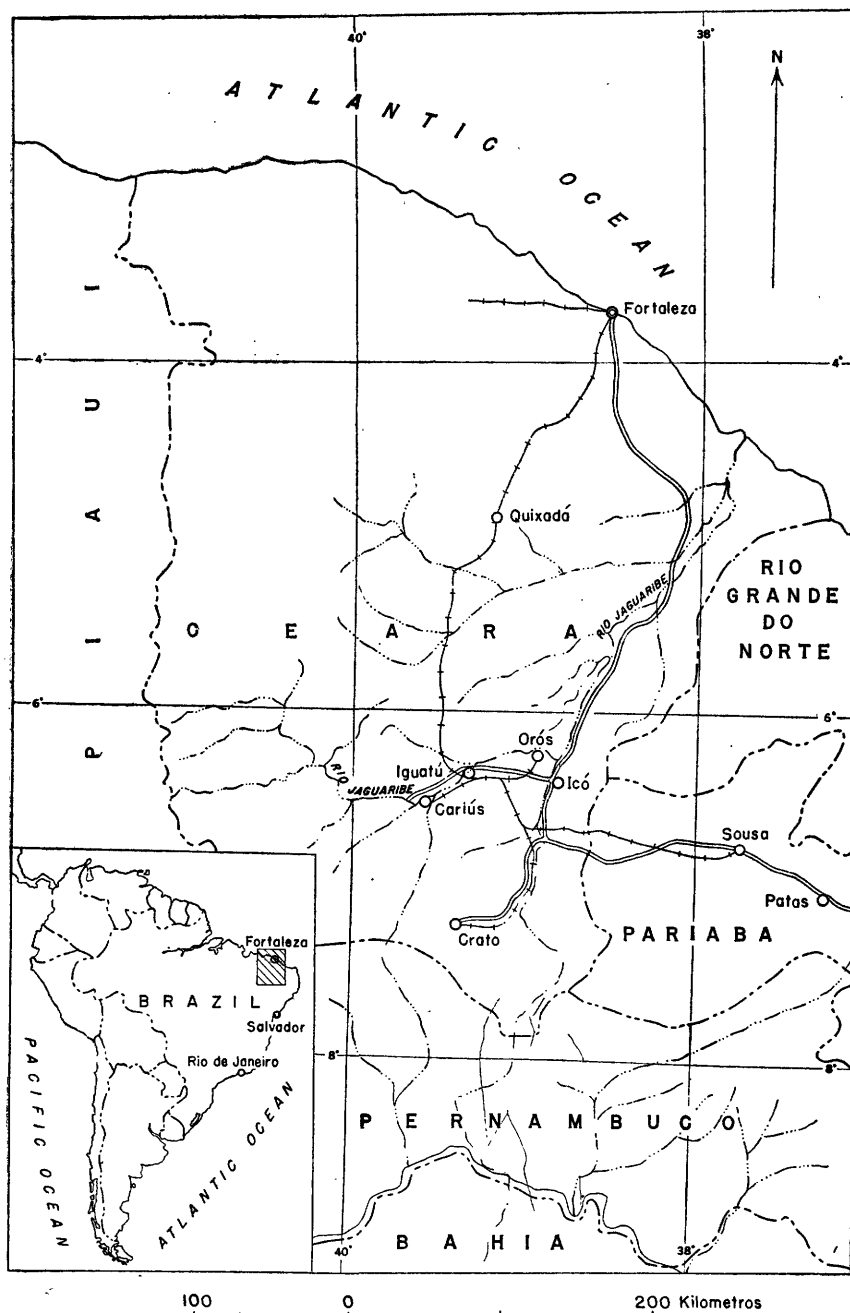 40°
38°
N
ATLANTIC OCEAN
Fortaleza
4°
4°
PIAUI
Quixadá
RIO GRANDE DO NORTE
RIO JAGUARIBE
CEARA
6°
6°
Orós
Iguatú
Icó
RIO JAGUARIBE
Cariús
Sousa
Patas
Crato
PARIABA
Fortaleza
BRAZIL
Salvador
Rio de Janeiro
PACIFIC OCEAN
ATLANTIC OCEAN
8°
8°
PERNAMBUCO
BAHIA
40°
38°
100 0 200 Kilometros